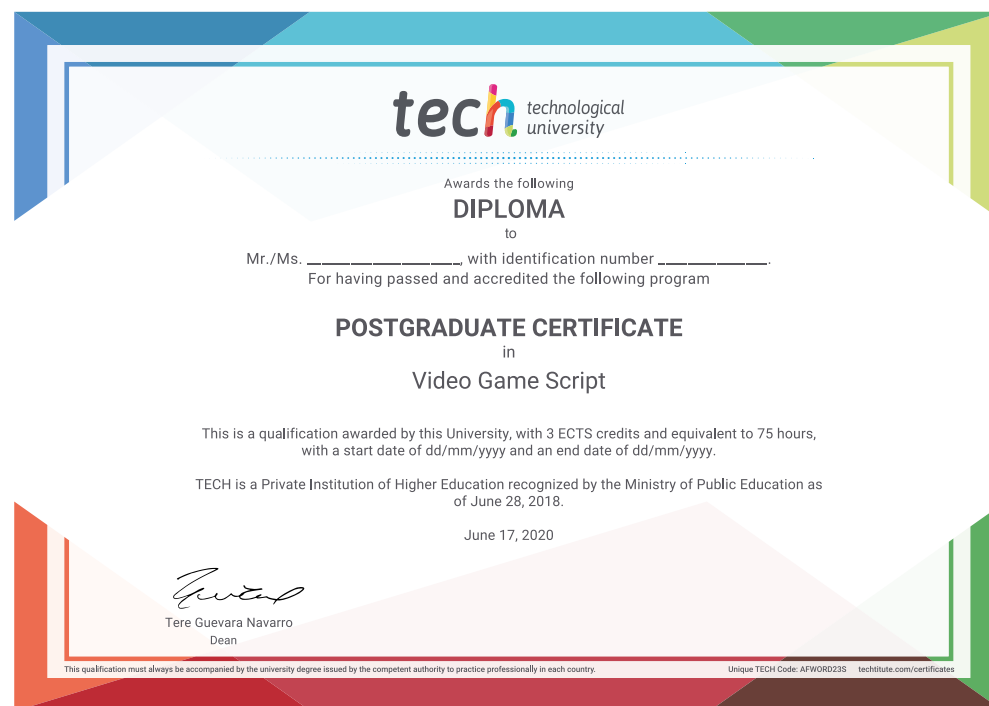 tech technological
university
Awards the following
DIPLOMA
to
Mr./Ms. ____________________, with identification number ______________.
For having passed and accredited the following program
POSTGRADUATE CERTIFICATE
in
Video Game Script
This is a qualification awarded by this University, with 3 ECTS credits and equivalent to 75 hours,
with a start date of dd/mm/yyyy and an end date of dd/mm/yyyy.
TECH is a Private Institution of Higher Education recognized by the Ministry of Public Education as
of June 28, 2018.
June 17, 2020
Tere Guevara Navarro
Dean
This qualification must always be accompanied by the university degree issued by the competent authority to practice professionally in each country.
Unique TECH Code: AFWORD23S techtitute.com/certificates